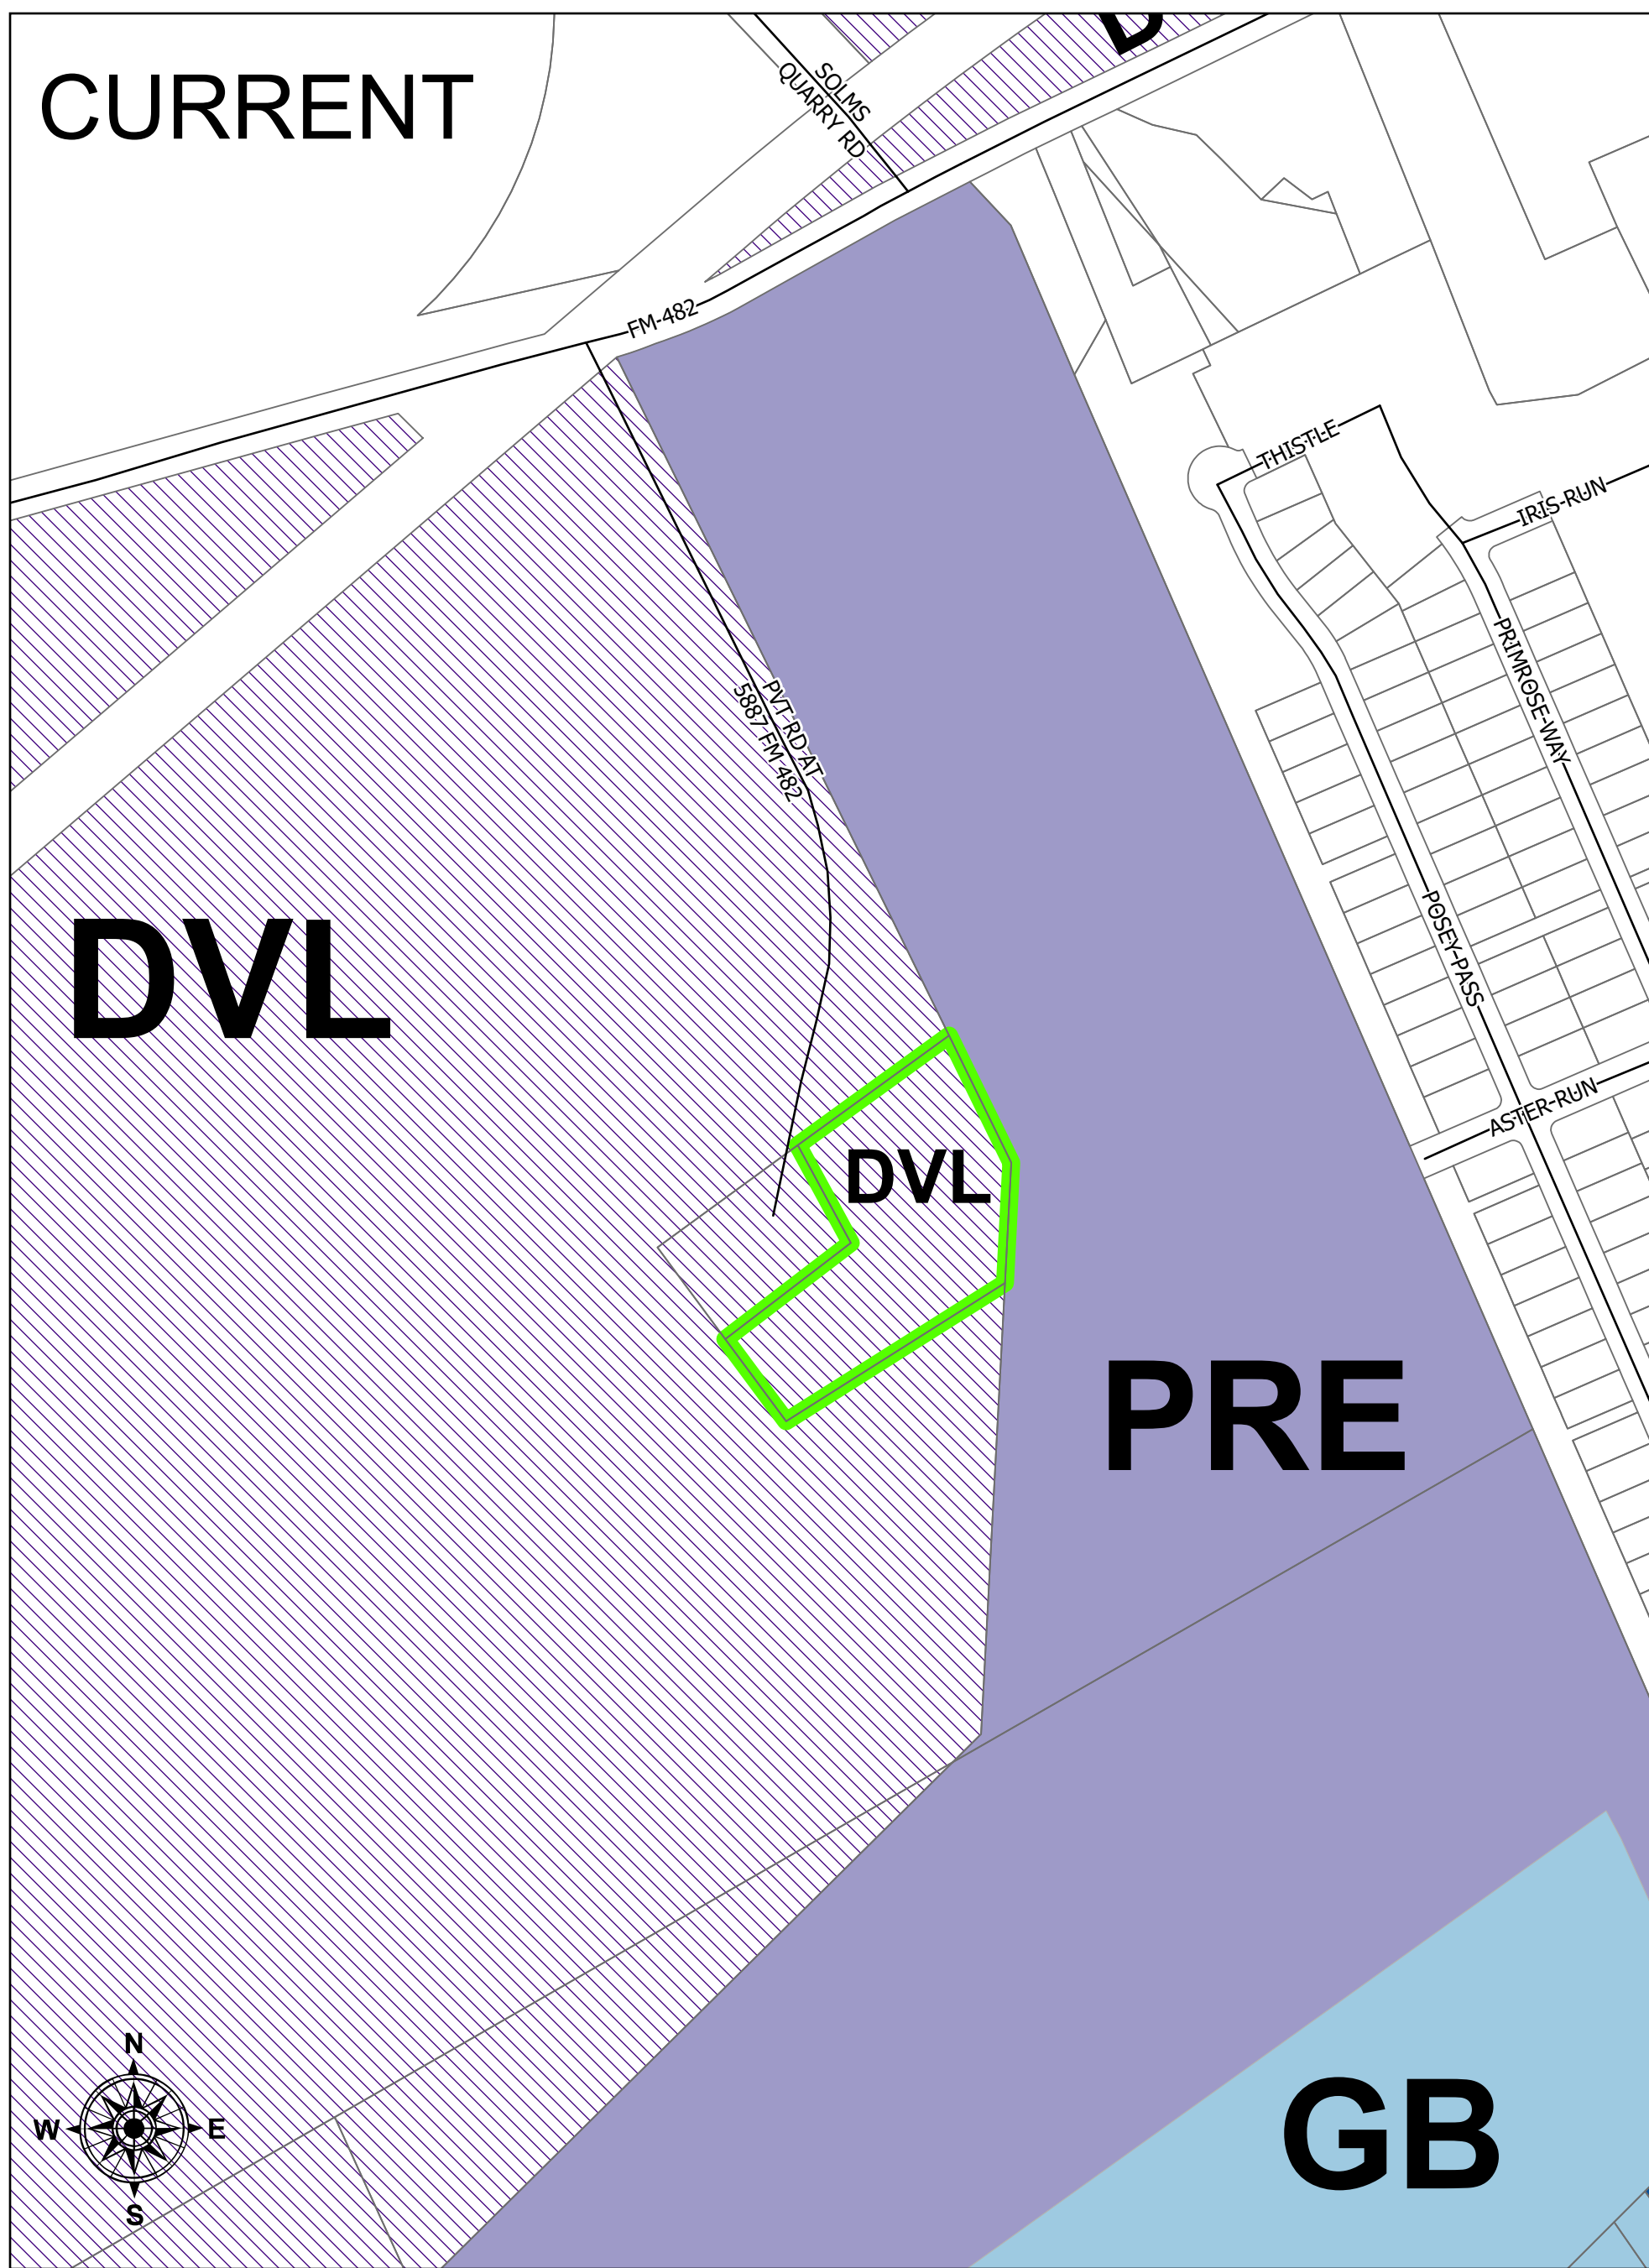 CURRENT
SOLMS
QUARRY RD
FM-482
THISTLE
IRIS-RUN
PRIMROSE-WAY
PVT RD AT
5887 FM 482
POSEY-PASS
DVL
ASTER-RUN
DVL
PRE
GB
N
W E
S